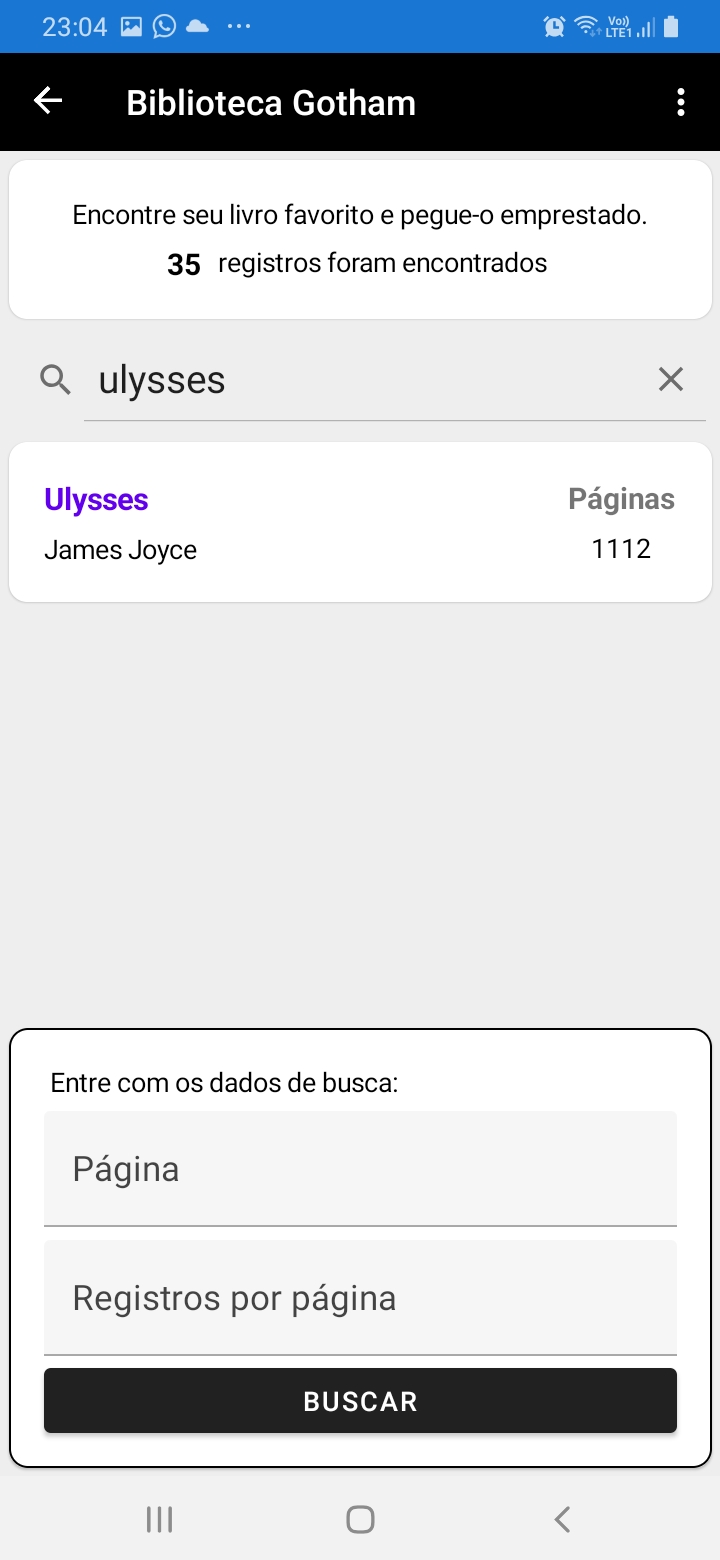 23:04
Vo))
LTE1
Biblioteca Gotham
Encontre seu livro favorito e pegue-o emprestado.
35 registros foram encontrados
ulysses
Ulysses Páginas
James Joyce 1112
Entre com os dados de busca:
Página
Registros por página
BUSCAR